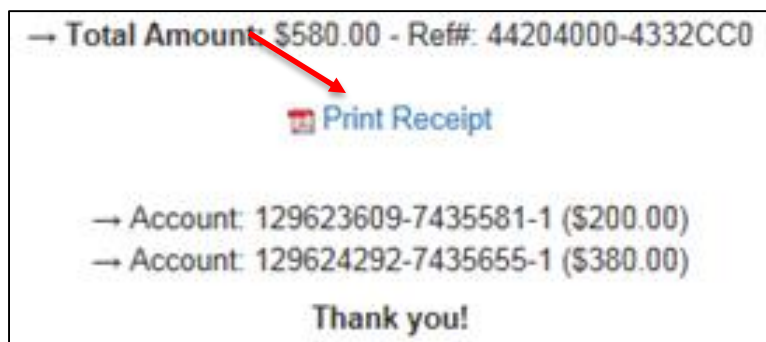 → Total Amount: $580.00 - Ref#: 44204000-4332CC0
Print Receipt
→ Account: 129623609-7435581-1 ($200.00)
→ Account: 129624292-7435655-1 ($380.00)
Thank you!